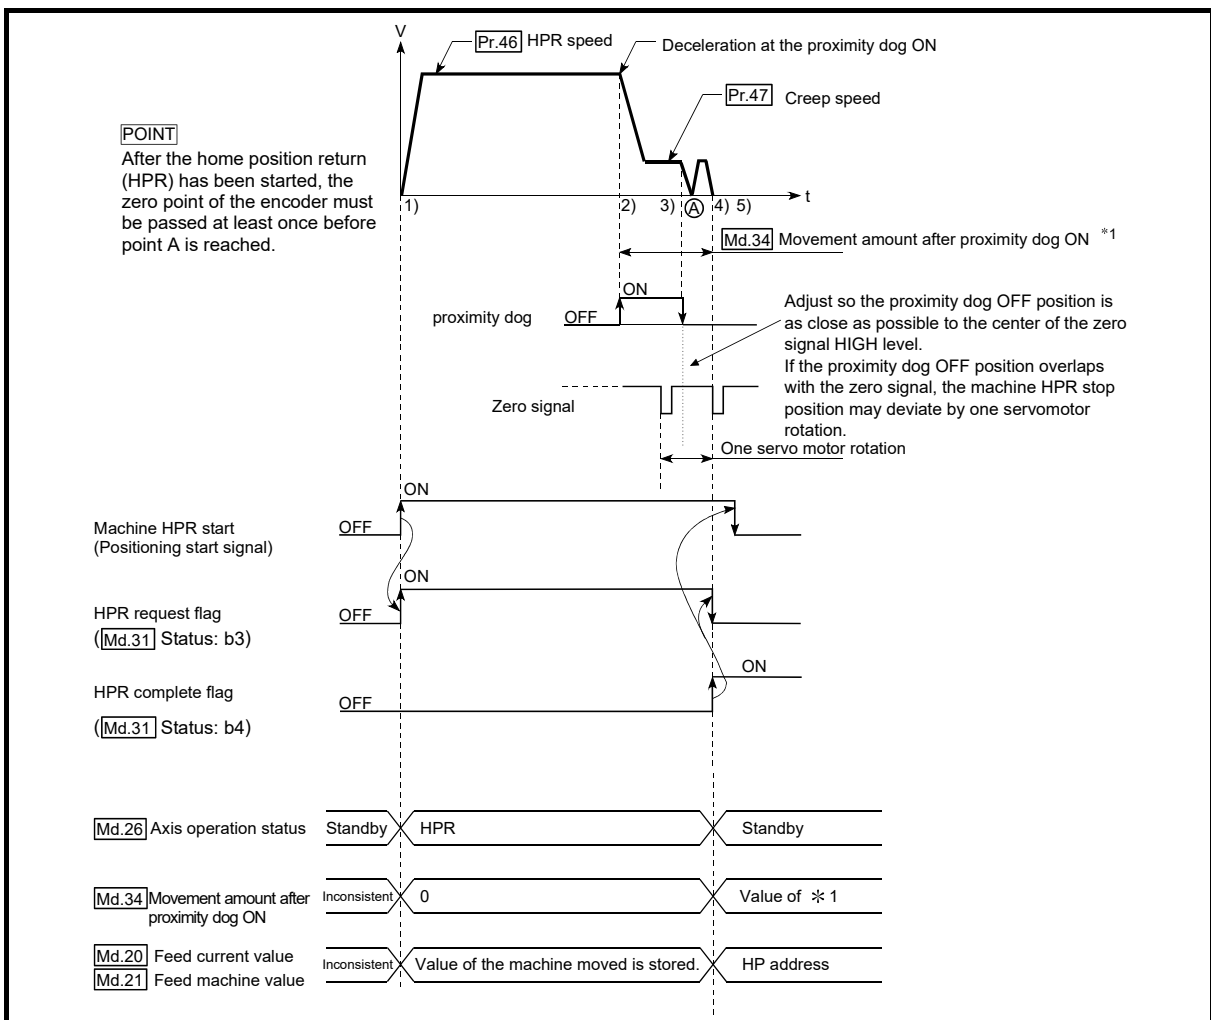 V
Pr.46 HPR speed
Deceleration at the proximity dog ON
Pr.47 Creep speed
POINT
After the home position return
(HPR) has been started, the
zero point of the encoder must
be passed at least once before
point A is reached.
t
1) 2) 3) A 4) 5)
Md.34 Movement amount after proximity dog ON *1
ON
proximity dog OFF
Adjust so the proximity dog OFF position is
as close as possible to the center of the zero
signal HIGH level.
If the proximity dog OFF position overlaps
with the zero signal, the machine HPR stop
position may deviate by one servomotor
rotation.
Zero signal
One servo motor rotation
ON
Machine HPR start OFF
(Positioning start signal)
ON
HPR request flag OFF
(Md.31 Status: b3)
ON
HPR complete flag OFF
(Md.31 Status: b4)
Md.26 Axis operation status Standby HPR Standby
Md.34 Movement amount after Inconsistent 0 Value of *1
proximity dog ON
Md.20 Feed current value
Inconsistent Value of the machine moved is stored. HP address
Md.21 Feed machine value